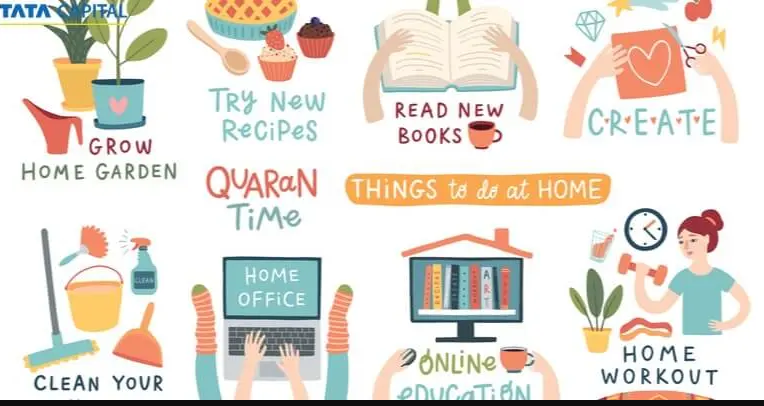 TATA CAPITAL
GROW
HOME GARDEN
TRY NEW
RECIPES
READ NEW
BOOKS
CREATE
QUARAN
TIME
THINGS to do at HOME
CLEAN
CLEAN YOUR
HOME
OFFICE
ART
ONLINE
EDUCATION
HOME
WORKOUT